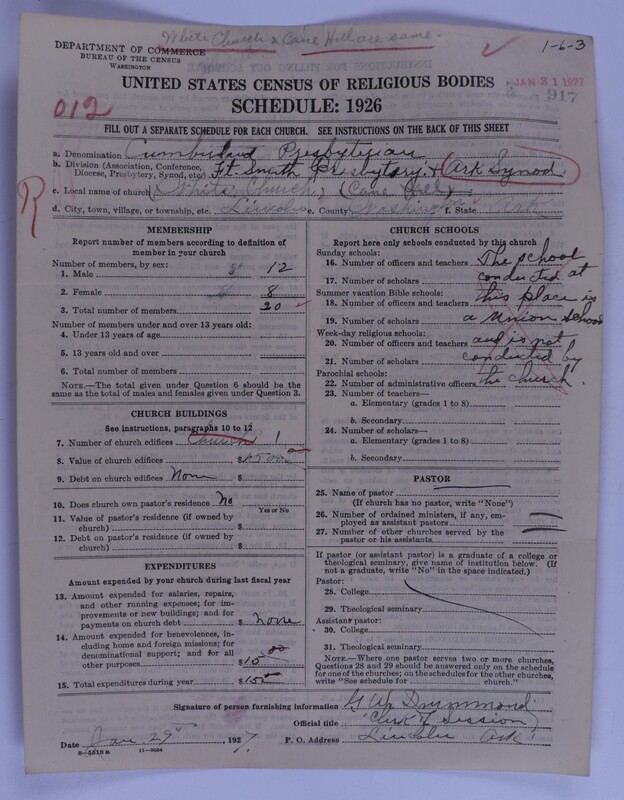 White Church & Cane Hill are same.
DEPARTMENT OF COMMERCE
BUREAU OF THE CENSUS
WASHINGTON
1-6-3
JAN 31 1927
917
UNITED STATES CENSUS OF RELIGIOUS BODIES
SCHEDULE: 1926
012
FILL OUT A SEPARATE SCHEDULE FOR EACH CHURCH. SEE INSTRUCTIONS ON THE BACK OF THIS SHEET
a. Denomination Cumberland Presbyterian
b. Division (Association, Conference, Diocese, Presbytery, Synod, etc.) Ft. Smith Presbytery, & Ark Synod.
R
c. Local name of church (White Church) (Cane Hill)
d. City, town, village, or township, etc. Lincoln e. County Washington f. State Ark
MEMBERSHIP
Report number of members according to definition of member in your church
Number of members, by sex:
1. Male 12
2. Female 8
3. Total number of members 20
Number of members under and over 13 years old:
4. Under 13 years of age
5. 13 years old and over
6. Total number of members
NOTE.—The total given under Question 6 should be the same as the total of males and females given under Question 3.
CHURCH BUILDINGS
See instructions, paragraphs 10 to 12
7. Number of church edifices Church 1
8. Value of church edifices $
9. Debt on church edifices None $
10. Does church own pastor's residence No
Yes or No
11. Value of pastor's residence (if owned by church) $
12. Debt on pastor's residence (if owned by church) $
EXPENDITURES
Amount expended by your church during last fiscal year
13. Amount expended for salaries, repairs, and other running expenses; for improvements or new buildings; and for payments on church debt $ None
14. Amount expended for benevolences, including home and foreign missions; for denominational support; and for all other purposes $ 15 00
15. Total expenditures during year $
CHURCH SCHOOLS
Report here only schools conducted by this church
Sunday schools:
16. Number of officers and teachers The school
17. Number of scholars conducted at
Summer vacation Bible schools:
18. Number of officers and teachers this place is
19. Number of scholars a Union school
Week-day religious schools:
20. Number of officers and teachers and is not
21. Number of scholars conducted by
Parochial schools:
22. Number of administrative officers the church.
23. Number of teachers—
a. Elementary (grades 1 to 8)
b. Secondary
24. Number of scholars—
a. Elementary (grades 1 to 8)
b. Secondary
PASTOR
25. Name of pastor
(If church has no pastor, write "None")
26. Number of ordained ministers, if any, employed as assistant pastors
27. Number of other churches served by the pastor or his assistants
If pastor (or assistant pastor) is a graduate of a college or theological seminary, give name of institution below. (If not a graduate, write "No" in the space indicated.)
Pastor:
28. College
29. Theological seminary
Assistant pastor:
30. College
31. Theological seminary
NOTE.—Where one pastor serves two or more churches, Questions 28 and 29 should be answered only on the schedule for one of the churches; on the schedules for the other churches, write "See schedule for church."
Signature of person furnishing information G. W. Drummond
Official title Clerk of Session
Date Jan. 29 1927.
P. O. Address Lincoln Ark
8-5518a 11-9054